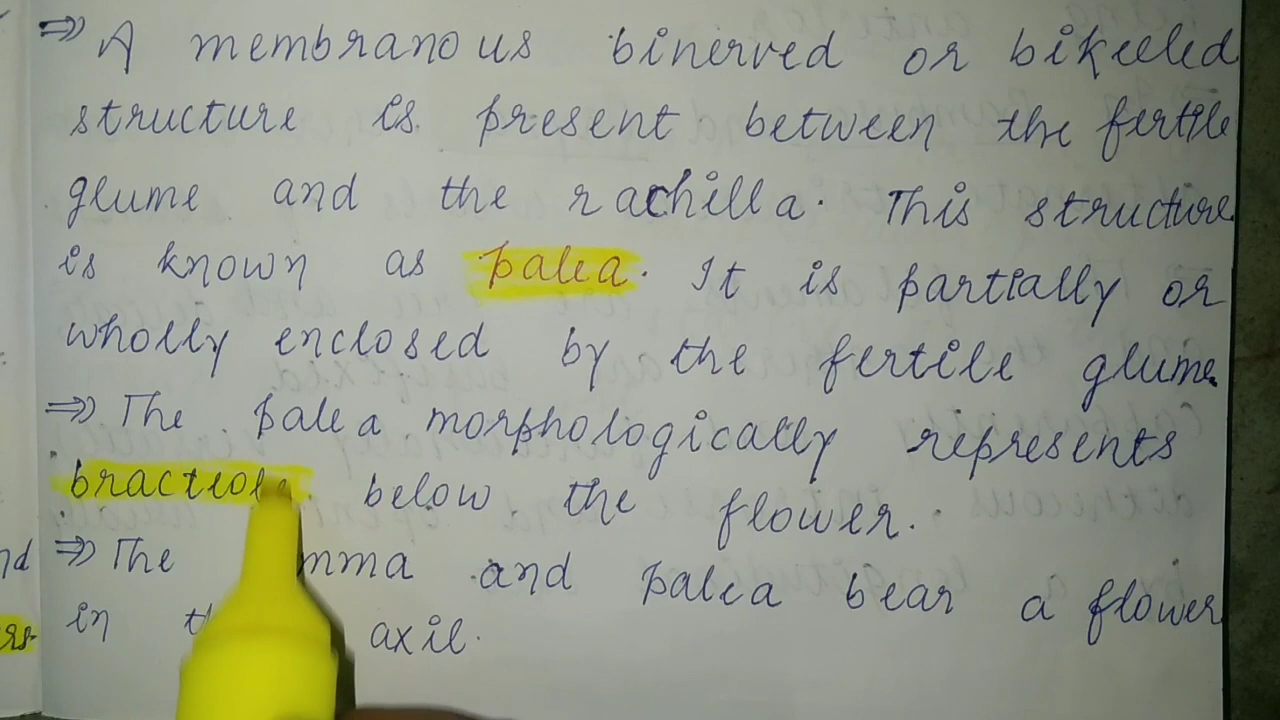 ⇒ A membranous binerved or bikeeled
structure is present between the fertile
glume and the rachilla. This structure
is known as palea. It is partially or
wholly enclosed by the fertile glume.
⇒ The palea morphologically represents
bracteole below the flower.
⇒ The mma and palea bear a flower
in axil.